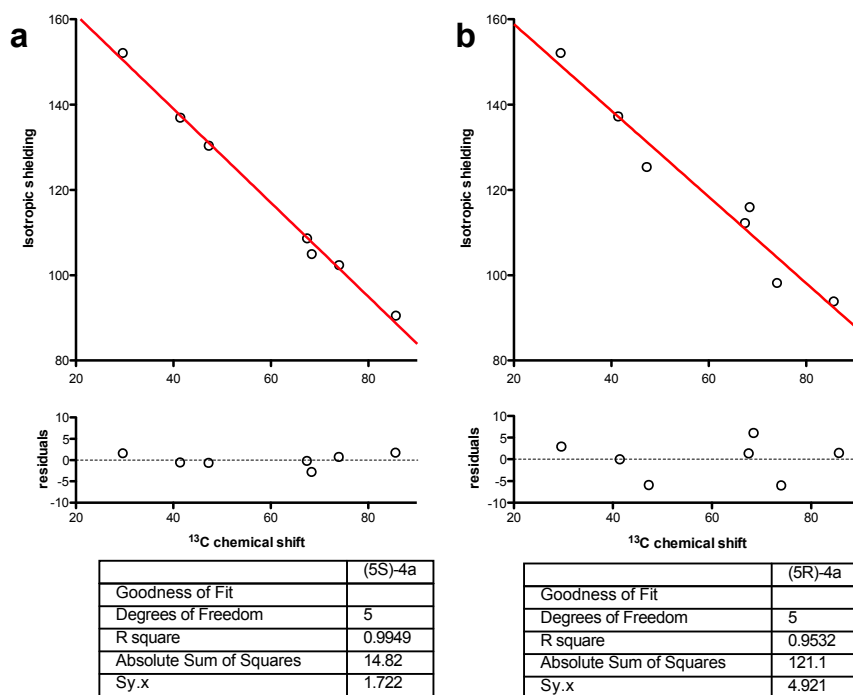 a
160
140
120
100
80
Isotropic shielding
20 40 60 80
10
5
0
-5
-10
residuals
20 40 60 80
13C chemical shift
(5S)-4a
Goodness of Fit
Degrees of Freedom 5
R square 0.9949
Absolute Sum of Squares 14.82
Sy.x 1.722
b
160
140
120
100
80
Isotropic shielding
20 40 60 80
10
5
0
-5
-10
residuals
20 40 60 80
13C chemical shift
(5R)-4a
Goodness of Fit
Degrees of Freedom 5
R square 0.9532
Absolute Sum of Squares 121.1
Sy.x 4.921